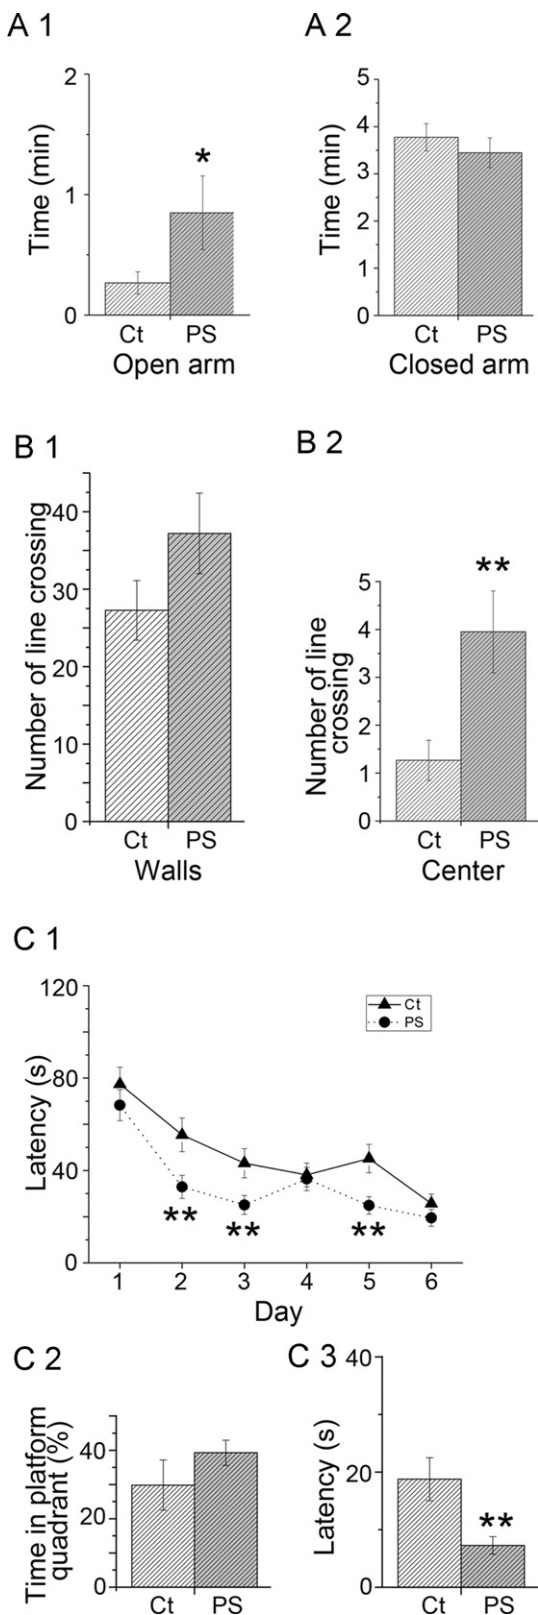 A 1
Time (min)
2
1
0
*
Ct PS
Open arm
A 2
Time (min)
5
4
3
2
1
0
Ct PS
Closed arm
B 1
Number of line crossing
40
30
20
10
0
Ct PS
Walls
B 2
Number of line
crossing
5
4
3
2
1
0
**
Ct PS
Center
C 1
Latency (s)
120
80
40
0
Ct
PS
** ** **
1 2 3 4 5 6
Day
C 2
Time in platform
quadrant (%)
40
20
0
Ct PS
C 3
Latency (s)
40
20
0
**
Ct PS